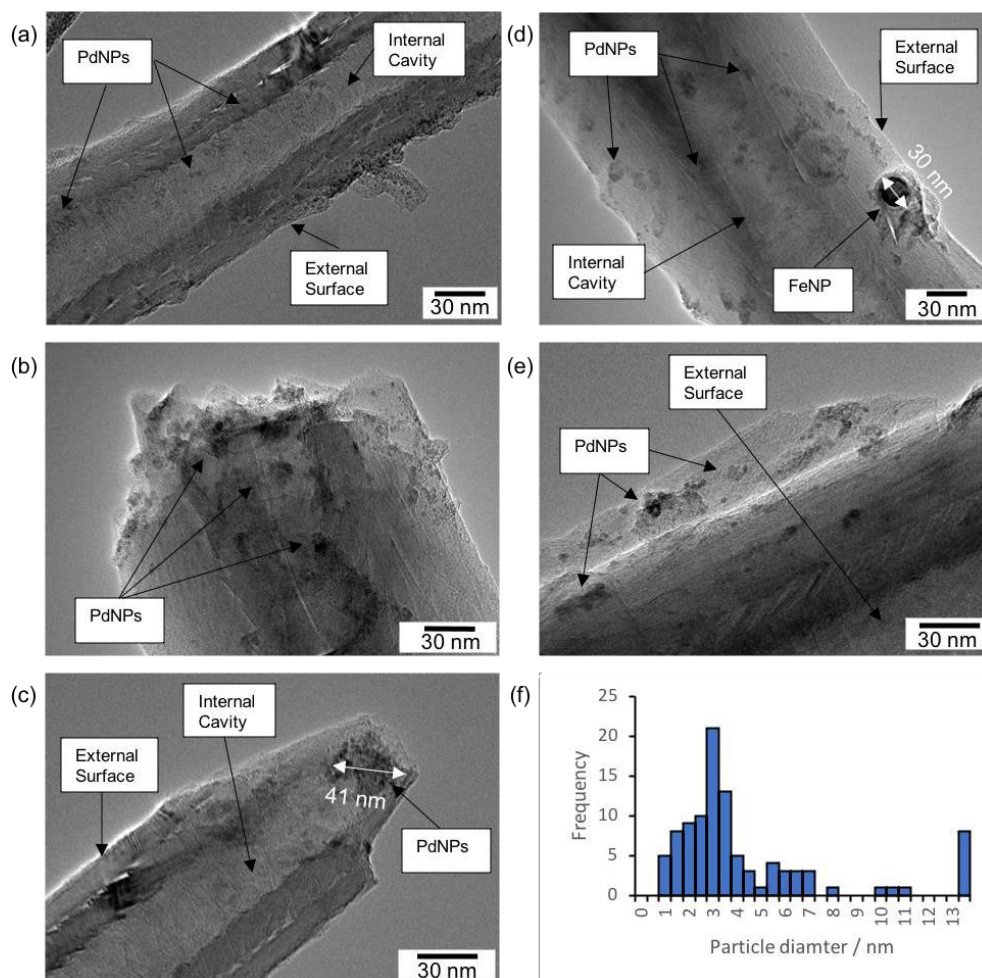 (a)
PdNPs
Internal
Cavity
External
Surface
30 nm
(b)
PdNPs
30 nm
(c)
External
Surface
Internal
Cavity
41 nm
PdNPs
30 nm
(d)
PdNPs
External
Surface
30 nm
Internal
Cavity
FeNP
30 nm
(e)
External
Surface
PdNPs
30 nm
(f)
Frequency
25
20
15
10
5
0
0 1 2 3 4 5 6 7 8 9 10 11 12 13
Particle diamter / nm